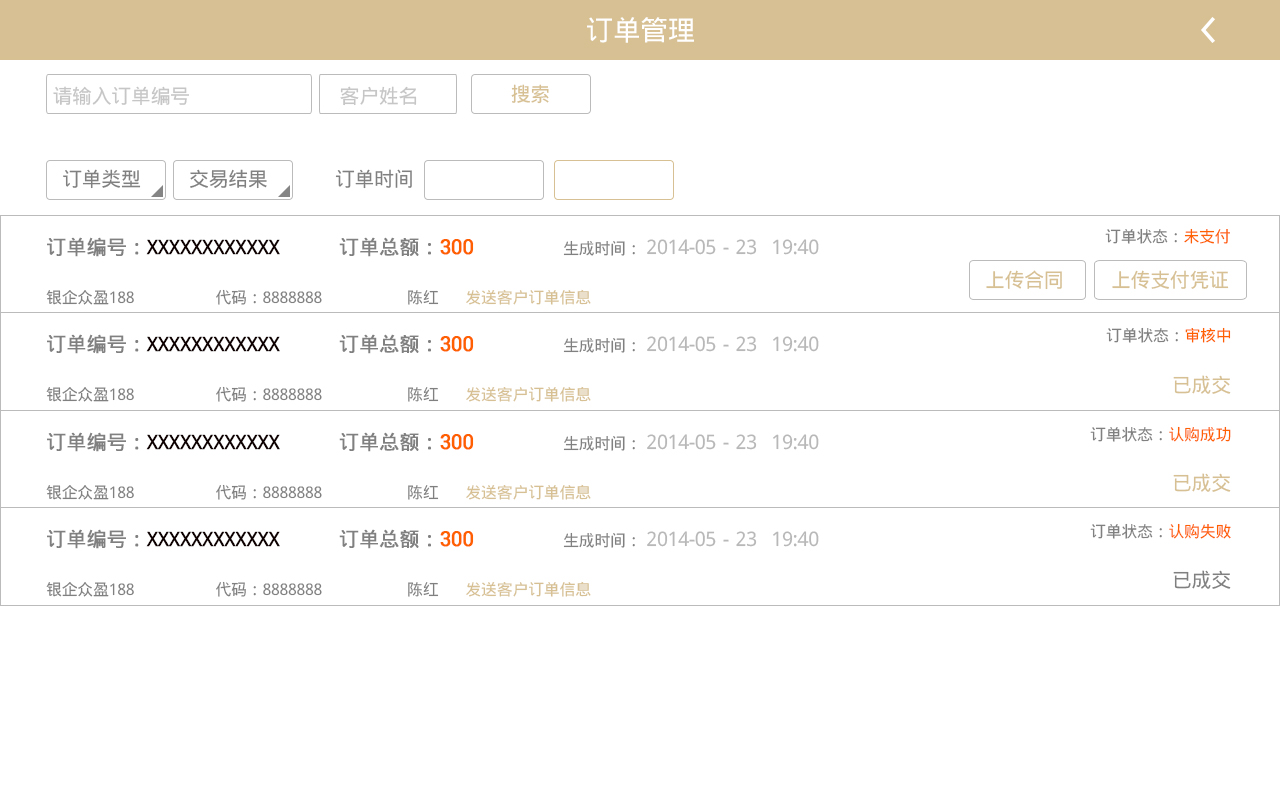 订单管理
请输入订单编号 客户姓名 搜索
订单类型 交易结果 订单时间
订单编号：XXXXXXXXXXXX 订单总额：300 生成时间： 2014-05 - 23 19:40 订单状态：未支付
上传合同 上传支付凭证
银企众盈188 代码：8888888 陈红 发送客户订单信息
订单编号：XXXXXXXXXXXX 订单总额：300 生成时间： 2014-05 - 23 19:40 订单状态：审核中
银企众盈188 代码：8888888 陈红 发送客户订单信息 已成交
订单编号：XXXXXXXXXXXX 订单总额：300 生成时间： 2014-05 - 23 19:40 订单状态：认购成功
银企众盈188 代码：8888888 陈红 发送客户订单信息 已成交
订单编号：XXXXXXXXXXXX 订单总额：300 生成时间： 2014-05 - 23 19:40 订单状态：认购失败
银企众盈188 代码：8888888 陈红 发送客户订单信息 已成交